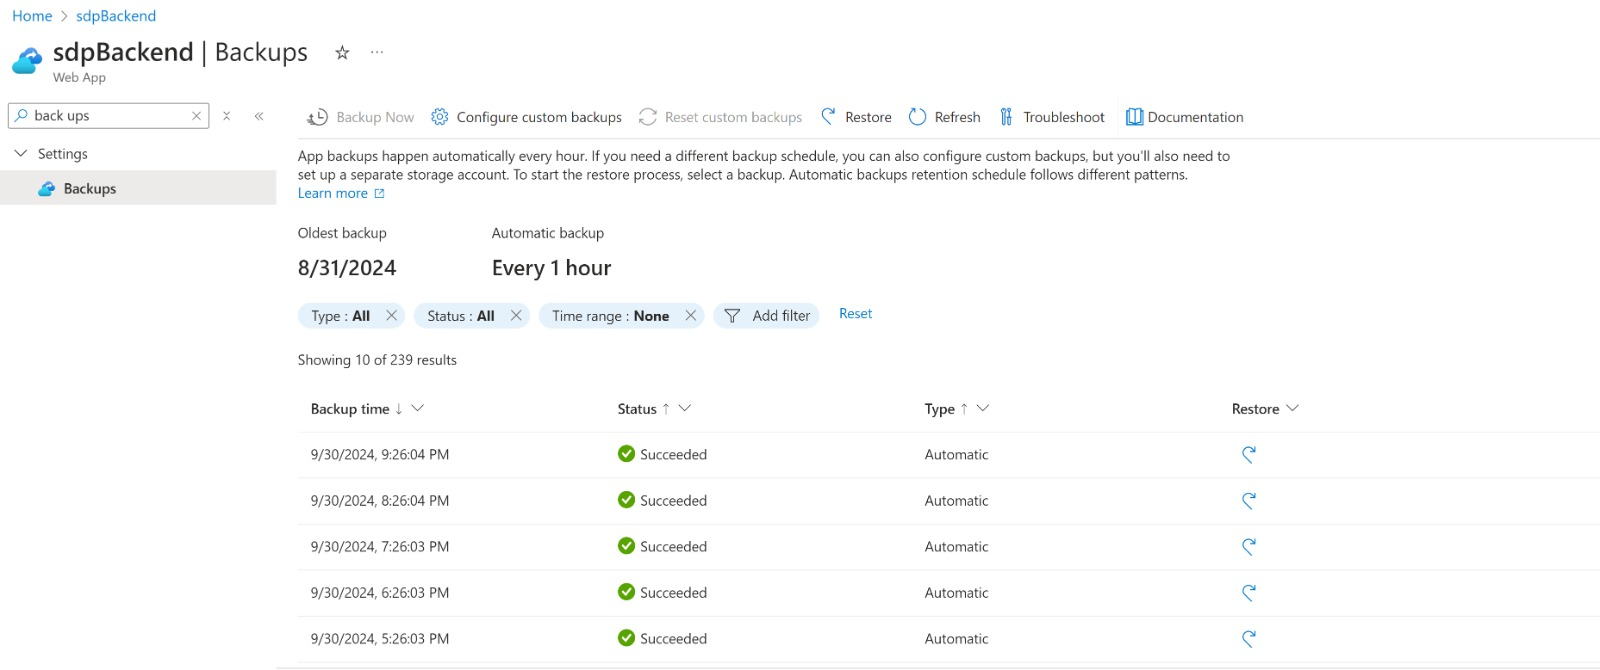 Home > sdpBackend
sdpBackend | Backups
Web App
back ups
Backup Now Configure custom backups Reset custom backups Restore Refresh Troubleshoot Documentation
Settings
Backups
App backups happen automatically every hour. If you need a different backup schedule, you can also configure custom backups, but you'll also need to
set up a separate storage account. To start the restore process, select a backup. Automatic backups retention schedule follows different patterns.
Learn more
Oldest backup Automatic backup
8/31/2024 Every 1 hour
Type : All Status : All Time range : None Add filter Reset
Showing 10 of 239 results
Backup time ↓ Status ↑ Type ↑ Restore
9/30/2024, 9:26:04 PM Succeeded Automatic
9/30/2024, 8:26:04 PM Succeeded Automatic
9/30/2024, 7:26:03 PM Succeeded Automatic
9/30/2024, 6:26:03 PM Succeeded Automatic
9/30/2024, 5:26:03 PM Succeeded Automatic